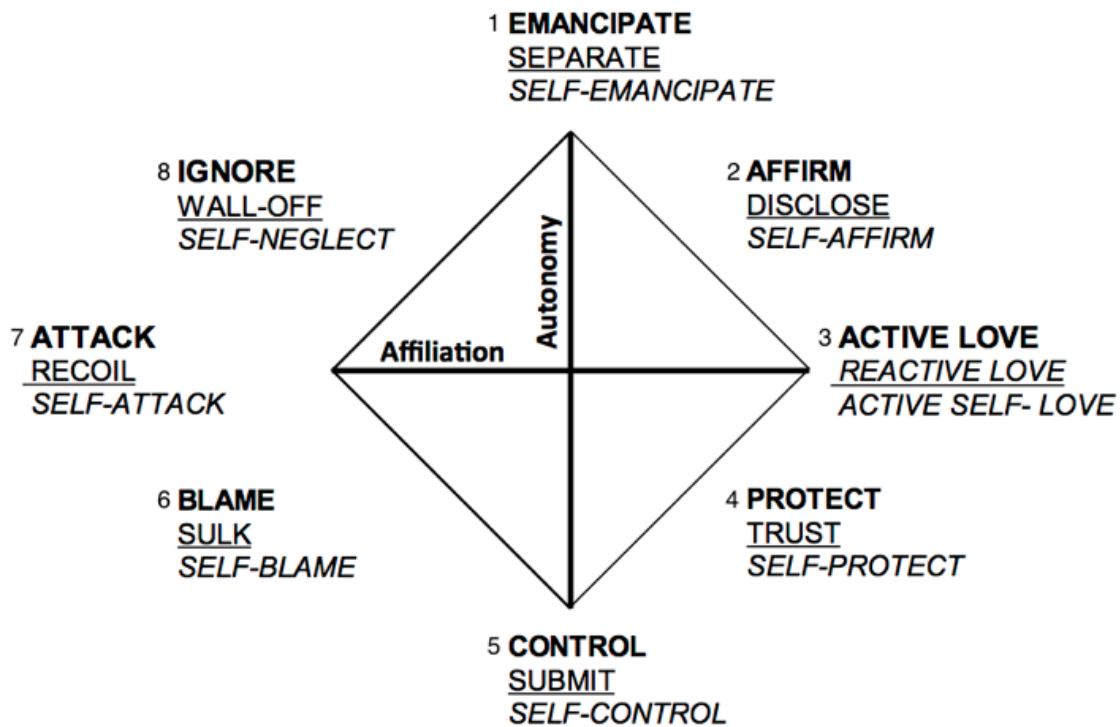 1 EMANCIPATE
SEPARATE
SELF-EMANCIPATE
8 IGNORE
WALL-OFF
SELF-NEGLECT
2 AFFIRM
DISCLOSE
SELF-AFFIRM
Autonomy
Affiliation
7 ATTACK
RECOIL
SELF-ATTACK
3 ACTIVE LOVE
REACTIVE LOVE
ACTIVE SELF- LOVE
6 BLAME
SULK
SELF-BLAME
4 PROTECT
TRUST
SELF-PROTECT
5 CONTROL
SUBMIT
SELF-CONTROL